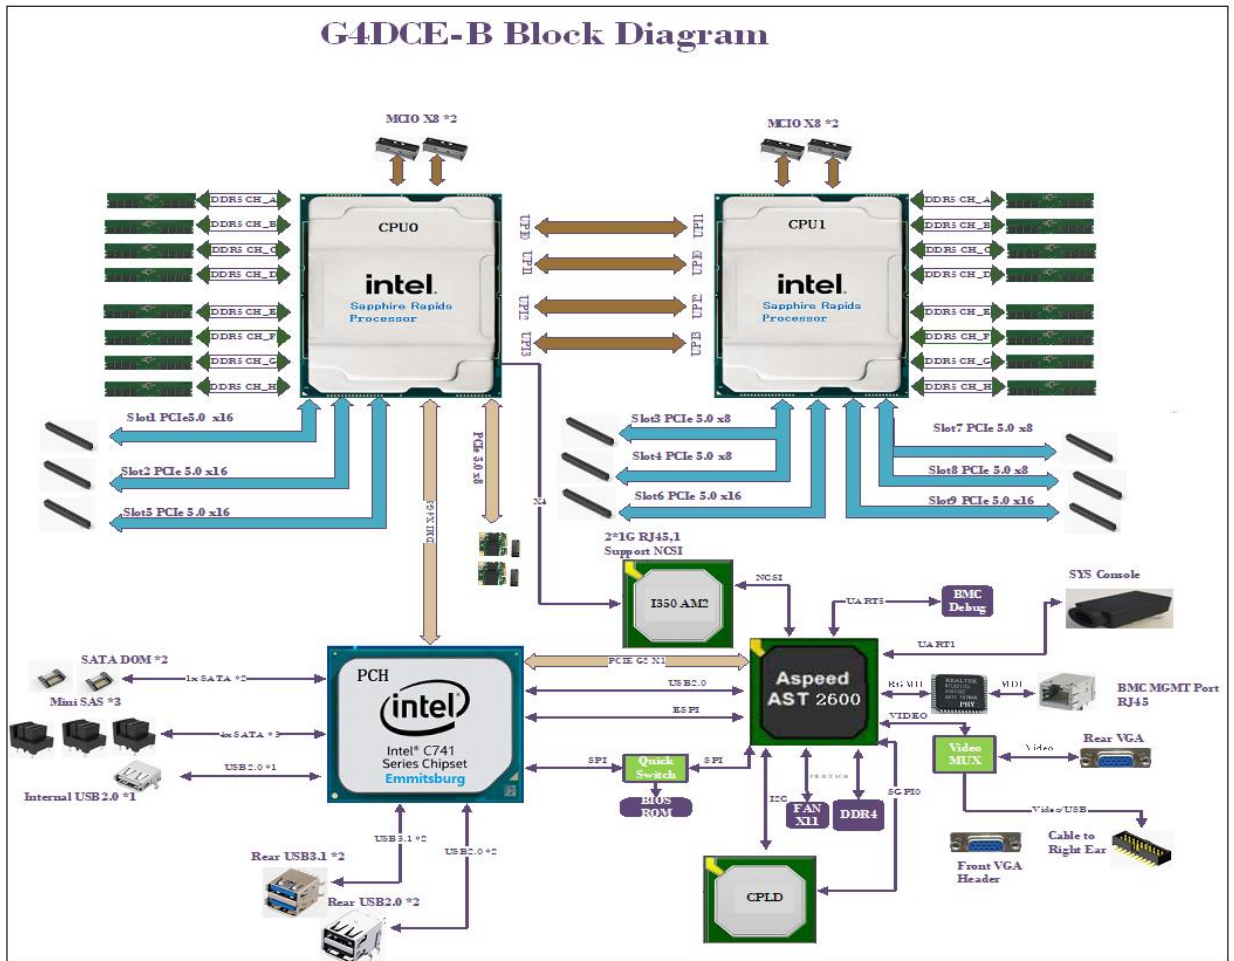 G4DCE-B Block Diagram
MCIO X8 *2
MCIO X8 *2
DDR5 CH_A
DDR5 CH_B
DDR5 CH_C
DDR5 CH_D
DDR5 CH_E
DDR5 CH_F
DDR5 CH_G
DDR5 CH_H
CPU0
intel.
Sapphire Rapids
Processor
UPI0
UPI1
UPI2
UPI3
UPI1
UPI0
UPI2
UPI3
CPU1
intel.
Sapphire Rapids
Processor
DDR5 CH_A
DDR5 CH_B
DDR5 CH_C
DDR5 CH_D
DDR5 CH_E
DDR5 CH_F
DDR5 CH_G
DDR5 CH_H
Slot1 PCIe5.0 x16
Slot2 PCIe 5.0 x16
Slot5 PCIe 5.0 x16
DMI X4 G3
PCIe 5.0 x8
X4
Slot3 PCIe 5.0 x8
Slot4 PCIe 5.0 x8
Slot6 PCIe 5.0 x16
Slot7 PCIe 5.0 x8
Slot8 PCIe 5.0 x8
Slot9 PCIe 5.0 x16
2*1G RJ45,1
Support NCSI
I350 AM2
NCSI
UART5
BMC
Debug
SYS Console
UART1
SATA DOM *2
1x SATA *2
Mini SAS *3
4x SATA *3
USB2.0 *1
Internal USB2.0 *1
PCH
intel
Intel® C741
Series Chipset
Emmitsburg
PCIE G2 X1
USB2.0
ESPI
SPI
Quick
Switch
SPI
BIOS
ROM
Aspeed
AST 2600
RGMII
REALTEK
PHY
MDI
BMC MGMT Port
RJ45
VIDEO
Video
MUX
Video
Rear VGA
Video/USB
Cable to
Right Ear
Front VGA
Header
I2C
FAN
X11
DDR4
SGPIO
CPLD
USB3.1 *2
USB2.0 *2
Rear USB3.1 *2
Rear USB2.0 *2